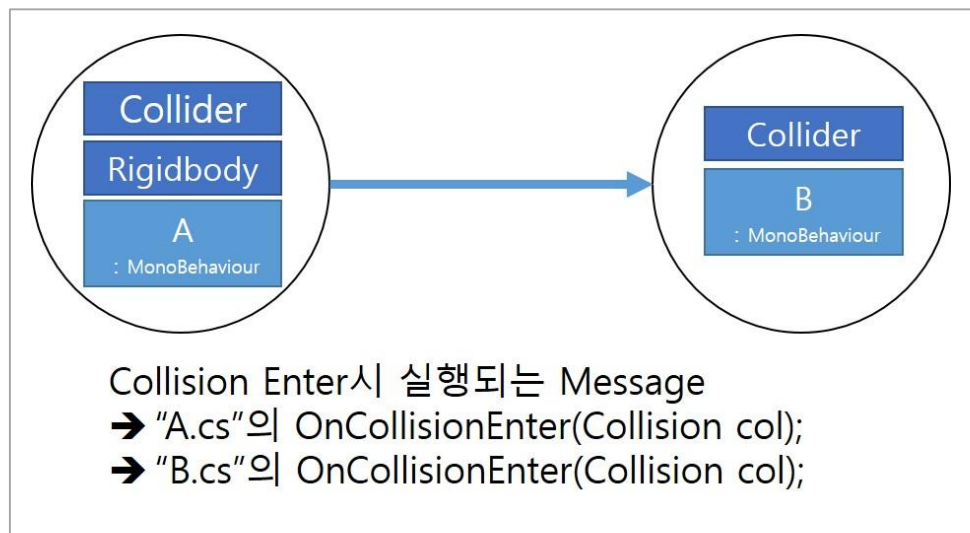 Collider
Rigidbody
A
: MonoBehaviour
Collider
B
: MonoBehaviour
Collision Enter시 실행되는 Message
➔ “A.cs”의 OnCollisionEnter(Collision col);
➔ “B.cs”의 OnCollisionEnter(Collision col);